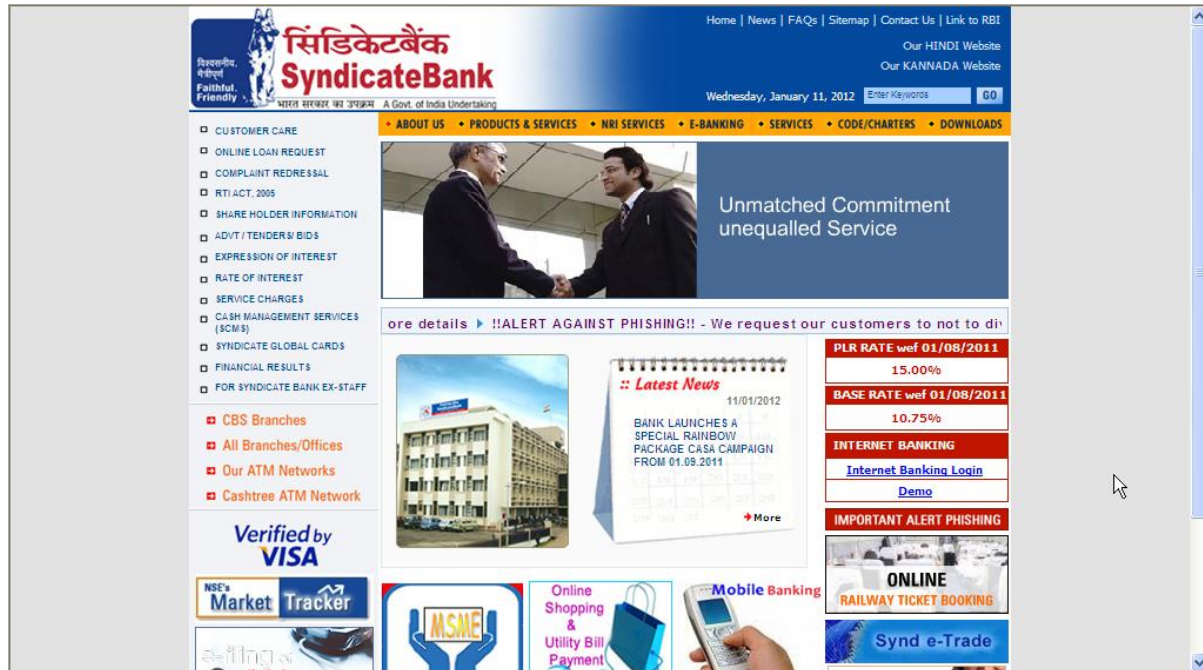 Home | News | FAQs | Sitemap | Contact Us | Link to RBI
Our HINDI Website
Our KANNADA Website
Wednesday, January 11, 2012 Enter Keywords GO
विश्वसनीय,
मैत्रीपूर्ण
Faithful.
Friendly
सिंडिकेटबैंक
SyndicateBank
भारत सरकार का उपक्रम A Govt. of India Undertaking
ABOUT US PRODUCTS & SERVICES NRI SERVICES E-BANKING SERVICES CODE/CHARTERS DOWNLOADS
CUSTOMER CARE
ONLINE LOAN REQUEST
COMPLAINT REDRESSAL
RTI ACT, 2005
SHARE HOLDER INFORMATION
ADVT / TENDERS/ BIDS
EXPRESSION OF INTEREST
RATE OF INTEREST
SERVICE CHARGES
CASH MANAGEMENT SERVICES
(SCMS)
SYNDICATE GLOBAL CARDS
FINANCIAL RESULTS
FOR SYNDICATE BANK EX-STAFF
CBS Branches
All Branches/Offices
Our ATM Networks
Cashtree ATM Network
Verified by
VISA
NSE's
Market Tracker
e-filing of
Unmatched Commitment
unequalled Service
ore details !!ALERT AGAINST PHISHING!! - We request our customers to not to div
:: Latest News
11/01/2012
BANK LAUNCHES A
SPECIAL RAINBOW
PACKAGE CASA CAMPAIGN
FROM 01.09.2011
More
MSME
Online
Shopping
&
Utility Bill
Payment
Mobile Banking
PLR RATE wef 01/08/2011
15.00%
BASE RATE wef 01/08/2011
10.75%
INTERNET BANKING
Internet Banking Login
Demo
IMPORTANT ALERT PHISHING
ONLINE
RAILWAY TICKET BOOKING
Synd e-Trade